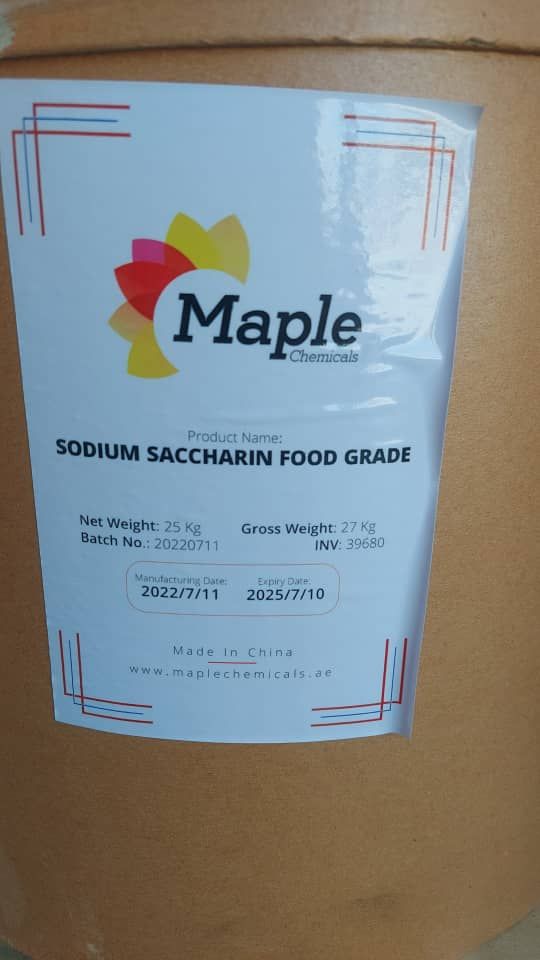 Maple
Chemicals
Product Name:
SODIUM SACCHARIN FOOD GRADE
Net Weight: 25 Kg Gross Weight: 27 Kg
Batch No.: 20220711 INV: 39680
Manufacturing Date: Expiry Date:
2022/7/11 2025/7/10
Made In China
www.maplechemicals.ae